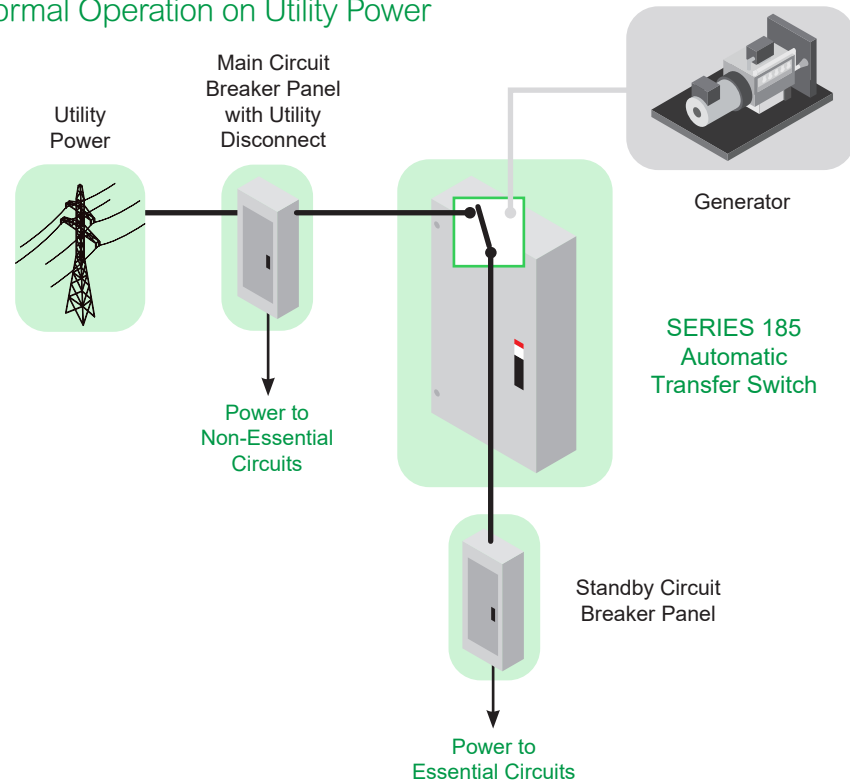 ormal Operation on Utility Power
Main Circuit
Breaker Panel
with Utility
Disconnect
Utility
Power
Generator
SERIES 185
Automatic
Transfer Switch
Power to
Non-Essential
Circuits
Standby Circuit
Breaker Panel
Power to
Essential Circuits